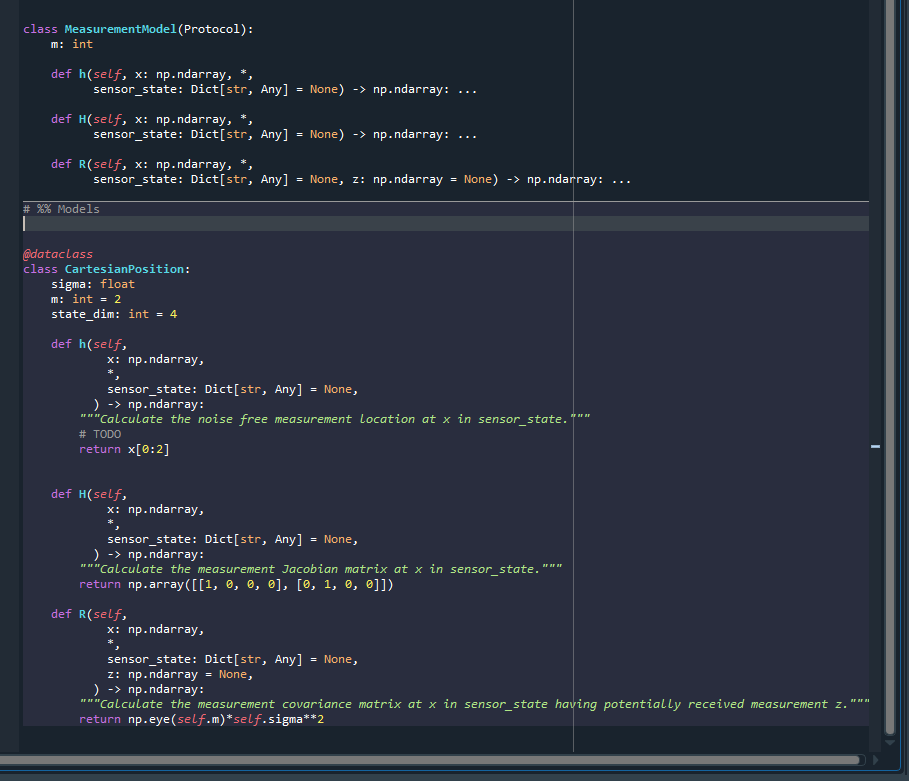 class MeasurementModel(Protocol):
    m: int
    def h(self, x: np.ndarray, *,
          sensor_state: Dict[str, Any] = None) -> np.ndarray: ...
    def H(self, x: np.ndarray, *,
          sensor_state: Dict[str, Any] = None) -> np.ndarray: ...
    def R(self, x: np.ndarray, *,
          sensor_state: Dict[str, Any] = None, z: np.ndarray = None) -> np.ndarray: ...
# %% Models
@dataclass
class CartesianPosition:
    sigma: float
    m: int = 2
    state_dim: int = 4
    def h(self,
            x: np.ndarray,
            *,
            sensor_state: Dict[str, Any] = None,
          ) -> np.ndarray:
        """Calculate the noise free measurement location at x in sensor_state."""
        # TODO
        return x[0:2]
    def H(self,
            x: np.ndarray,
            *,
            sensor_state: Dict[str, Any] = None,
          ) -> np.ndarray:
        """Calculate the measurement Jacobian matrix at x in sensor_state."""
        return np.array([[1, 0, 0, 0], [0, 1, 0, 0]])
    def R(self,
            x: np.ndarray,
            *,
            sensor_state: Dict[str, Any] = None,
            z: np.ndarray = None,
          ) -> np.ndarray:
        """Calculate the measurement covariance matrix at x in sensor_state having potentially received measurement z."""
        return np.eye(self.m)*self.sigma**2